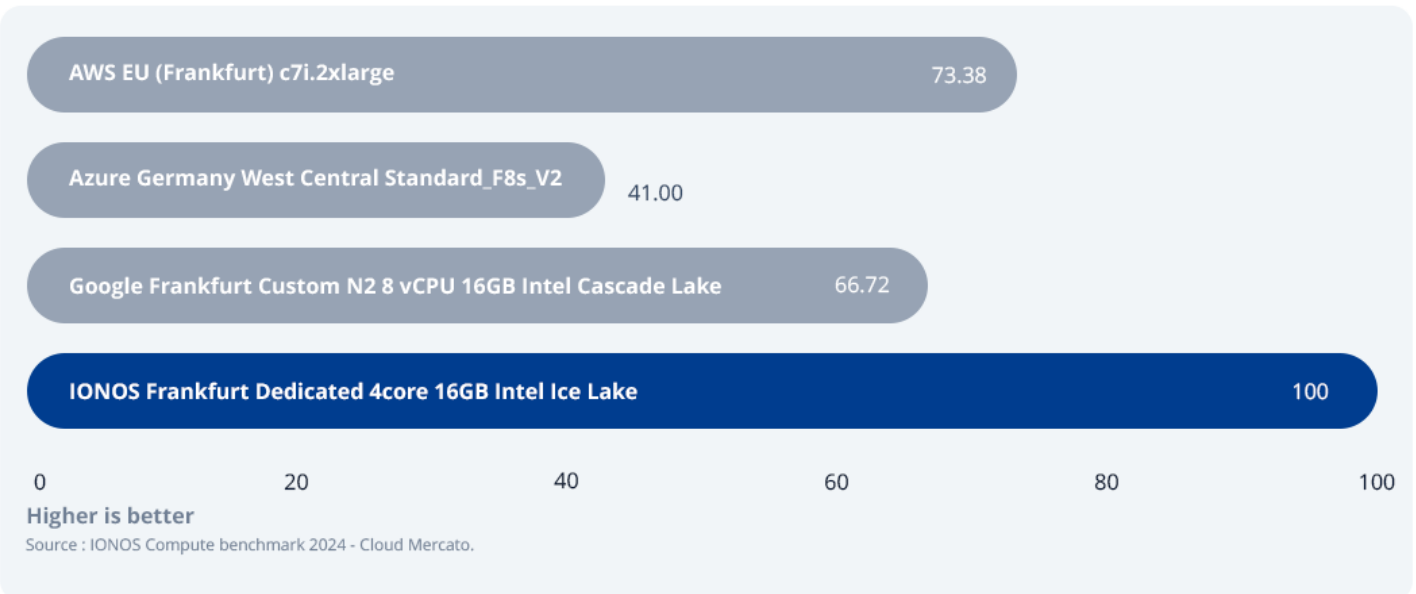 AWS EU (Frankfurt) c7i.2xlarge 73.38
Azure Germany West Central Standard_F8s_V2 41.00
Google Frankfurt Custom N2 8 vCPU 16GB Intel Cascade Lake 66.72
IONOS Frankfurt Dedicated 4core 16GB Intel Ice Lake 100
0 20 40 60 80 100
Higher is better
Source : IONOS Compute benchmark 2024 - Cloud Mercato.